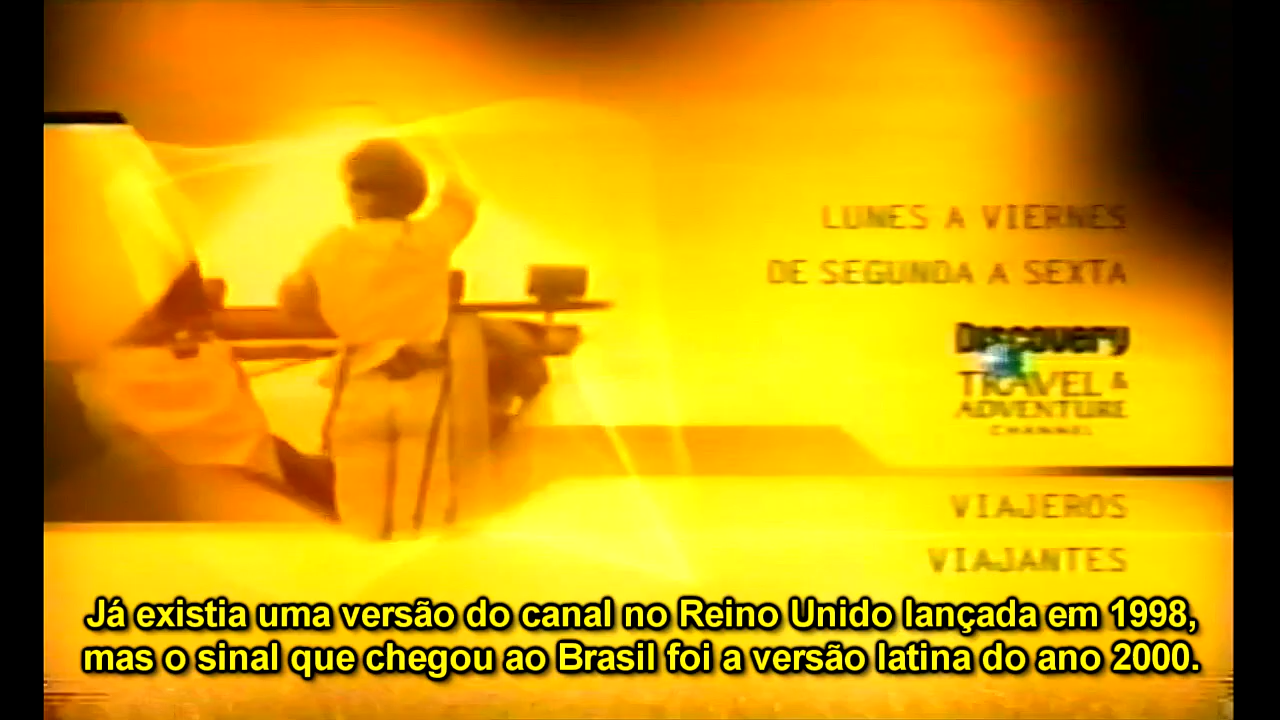 LUNES A VIERNES
DE SEGUNDA A SEXTA
Discovery
TRAVEL &
ADVENTURE
CHANNEL
VIAJEROS
VIAJANTES
Já existia uma versão do canal no Reino Unido lançada em 1998,
mas o sinal que chegou ao Brasil foi a versão latina do ano 2000.